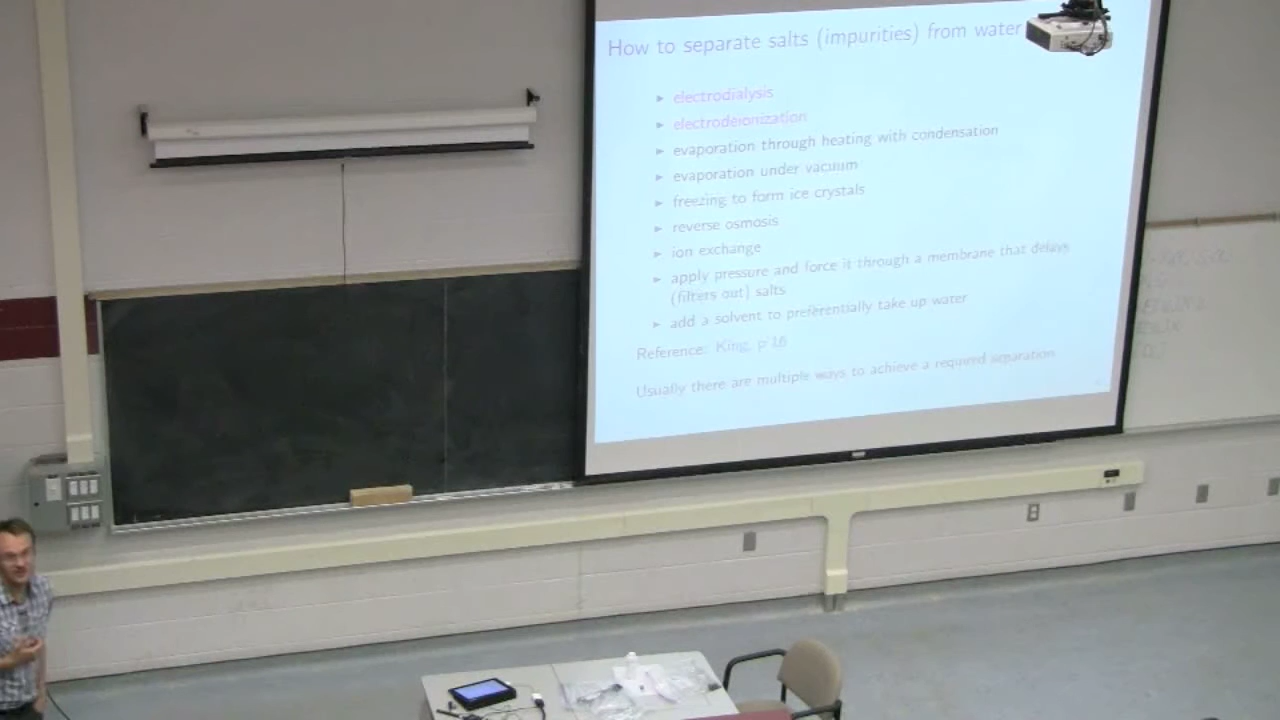 How to separate salts (impurities) from water
electrodialysis
electrodeionization
evaporation through heating with condensation
evaporation under vacuum
freezing to form ice crystals
reverse osmosis
ion exchange
apply pressure and force it through a membrane that delays
(filters out) salts
add a solvent to preferentially take up water
Reference: King, p 16
Usually there are multiple ways to achieve a required separation